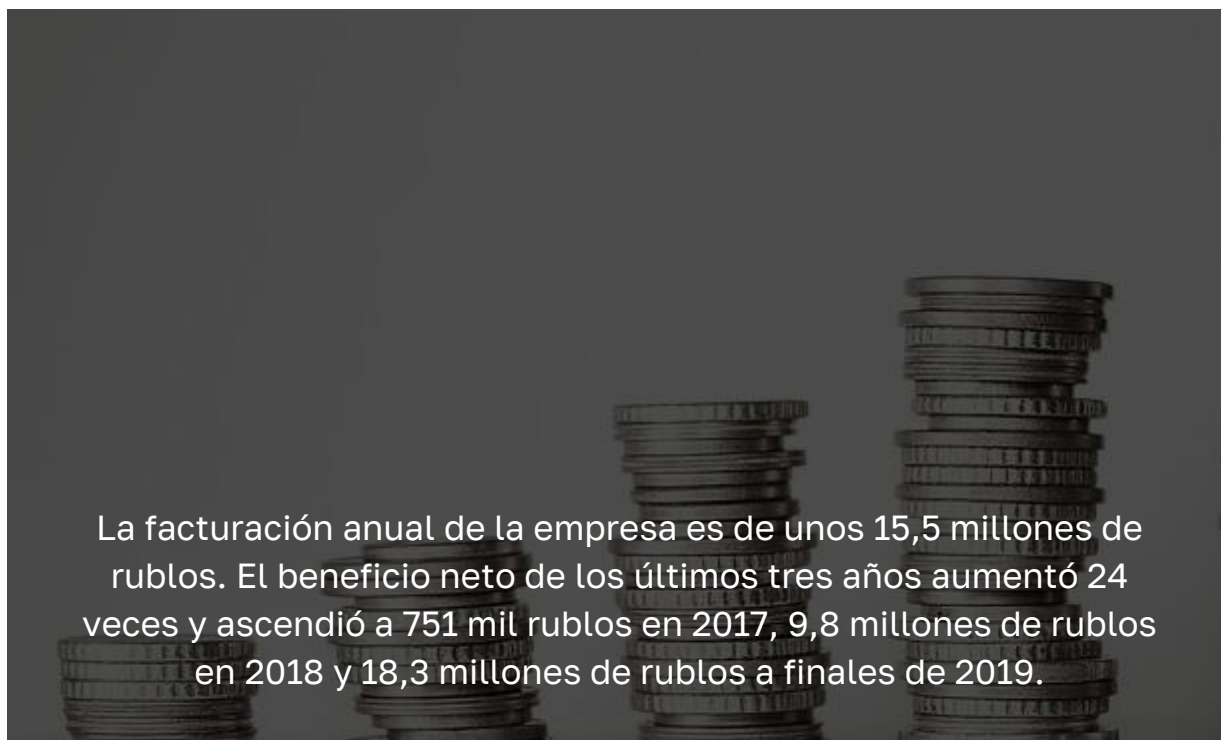 La facturación anual de la empresa es de unos 15,5 millones de
rublos. El beneficio neto de los últimos tres años aumentó 24
veces y ascendió a 751 mil rublos en 2017, 9,8 millones de rublos
en 2018 y 18,3 millones de rublos a finales de 2019.